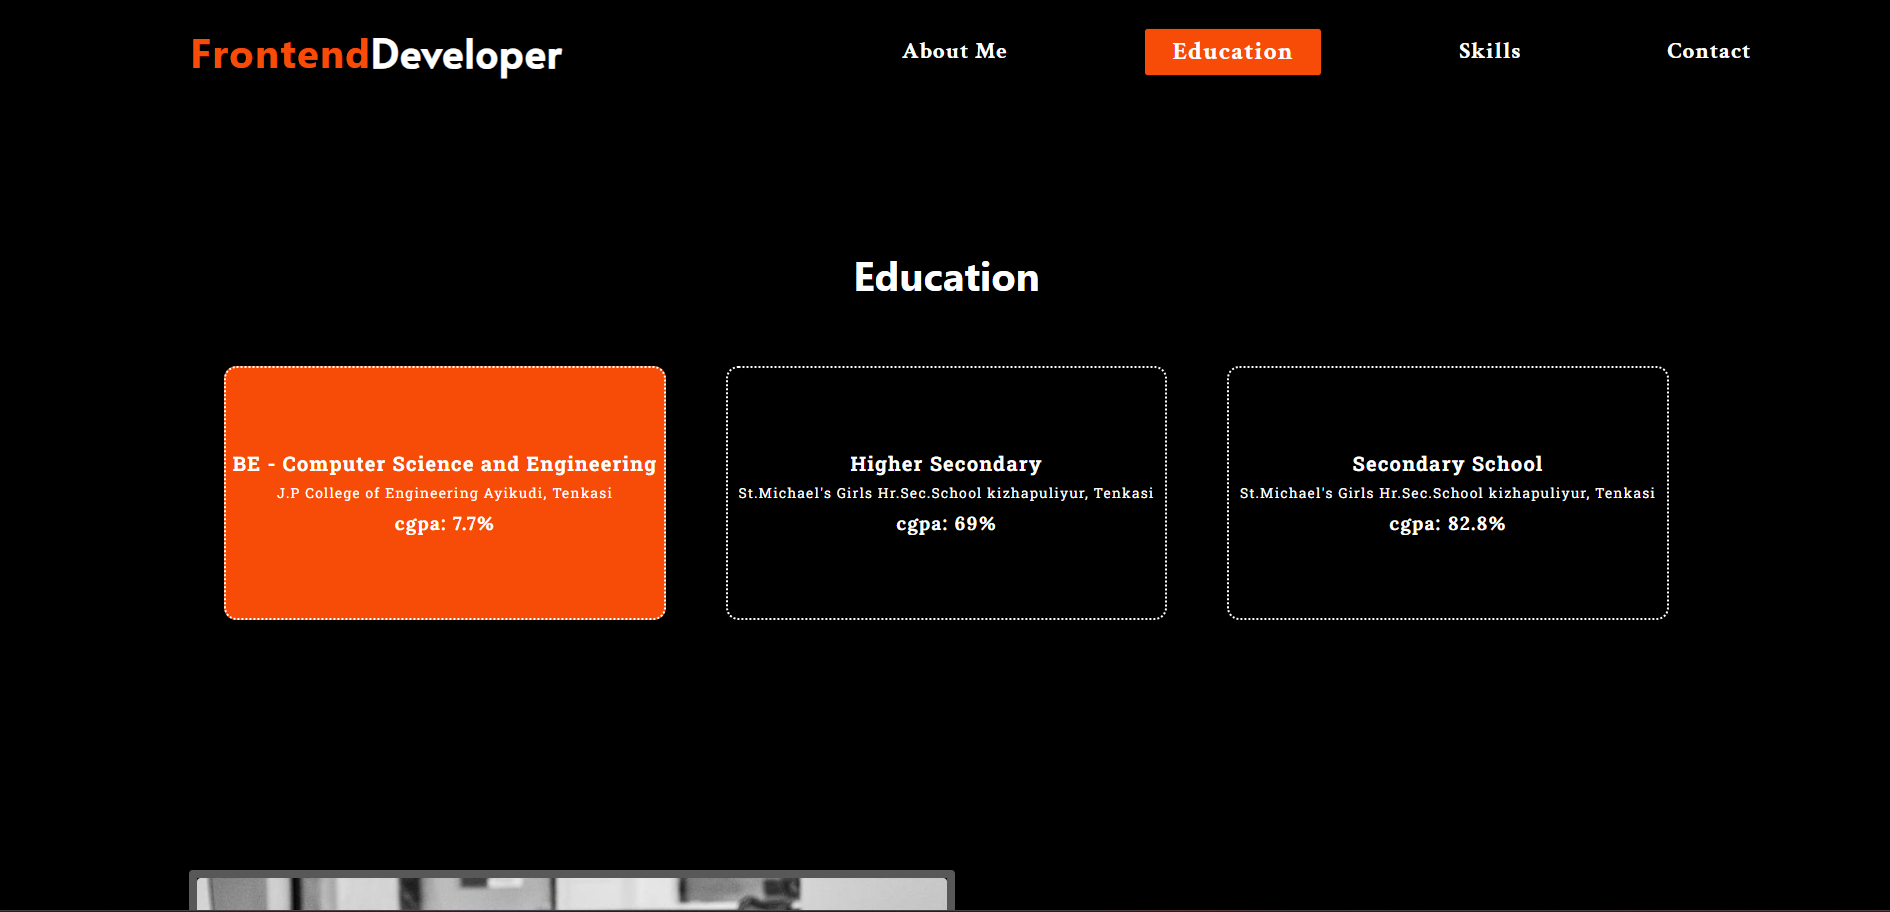 FrontendDeveloper
About Me Education Skills Contact
Education
BE - Computer Science and Engineering
J.P College of Engineering Ayikudi, Tenkasi
cgpa: 7.7%
Higher Secondary
St.Michael's Girls Hr.Sec.School kizhapuliyur, Tenkasi
cgpa: 69%
Secondary School
St.Michael's Girls Hr.Sec.School kizhapuliyur, Tenkasi
cgpa: 82.8%